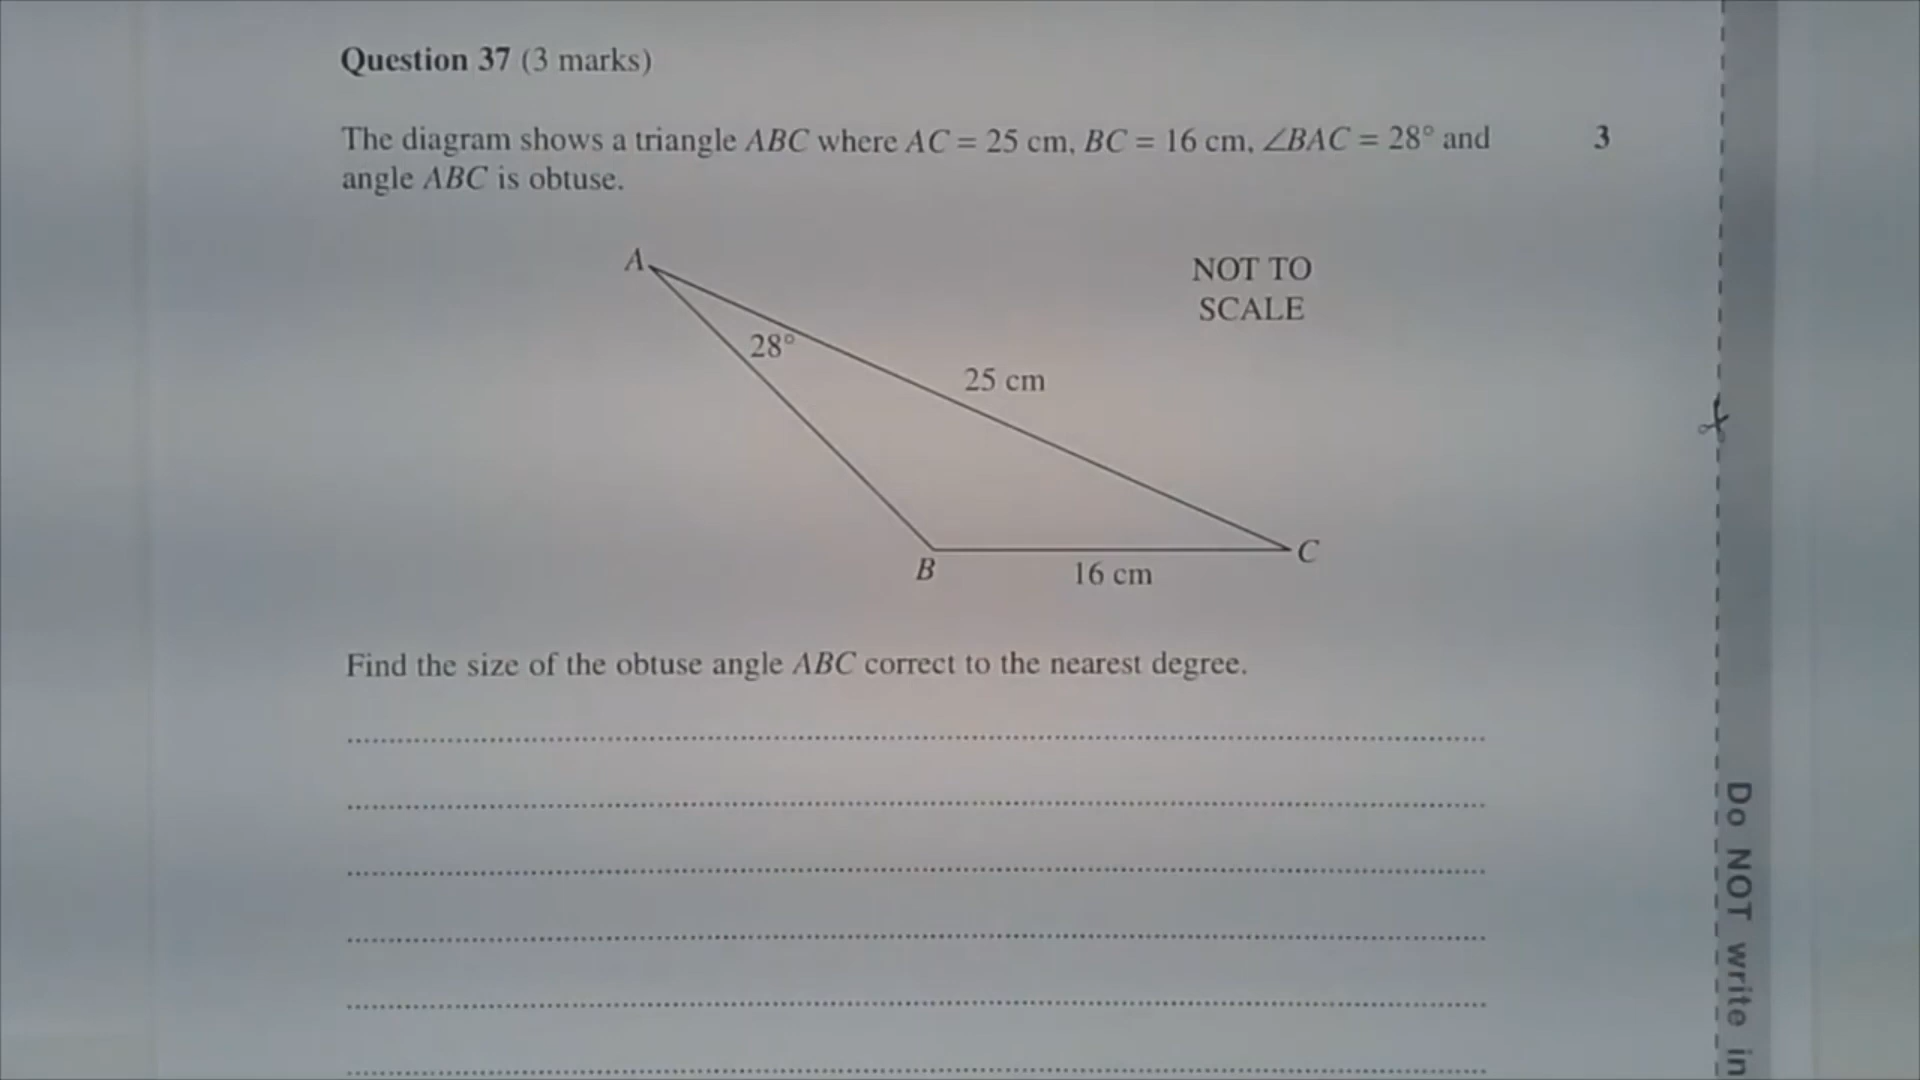 Question 37 (3 marks)
The diagram shows a triangle ABC where AC = 25 cm, BC = 16 cm, ∠BAC = 28° and
3
angle ABC is obtuse.
A
NOT TO
SCALE
28°
25 cm
B
C
16 cm
Find the size of the obtuse angle ABC correct to the nearest degree.
Do NOT write in